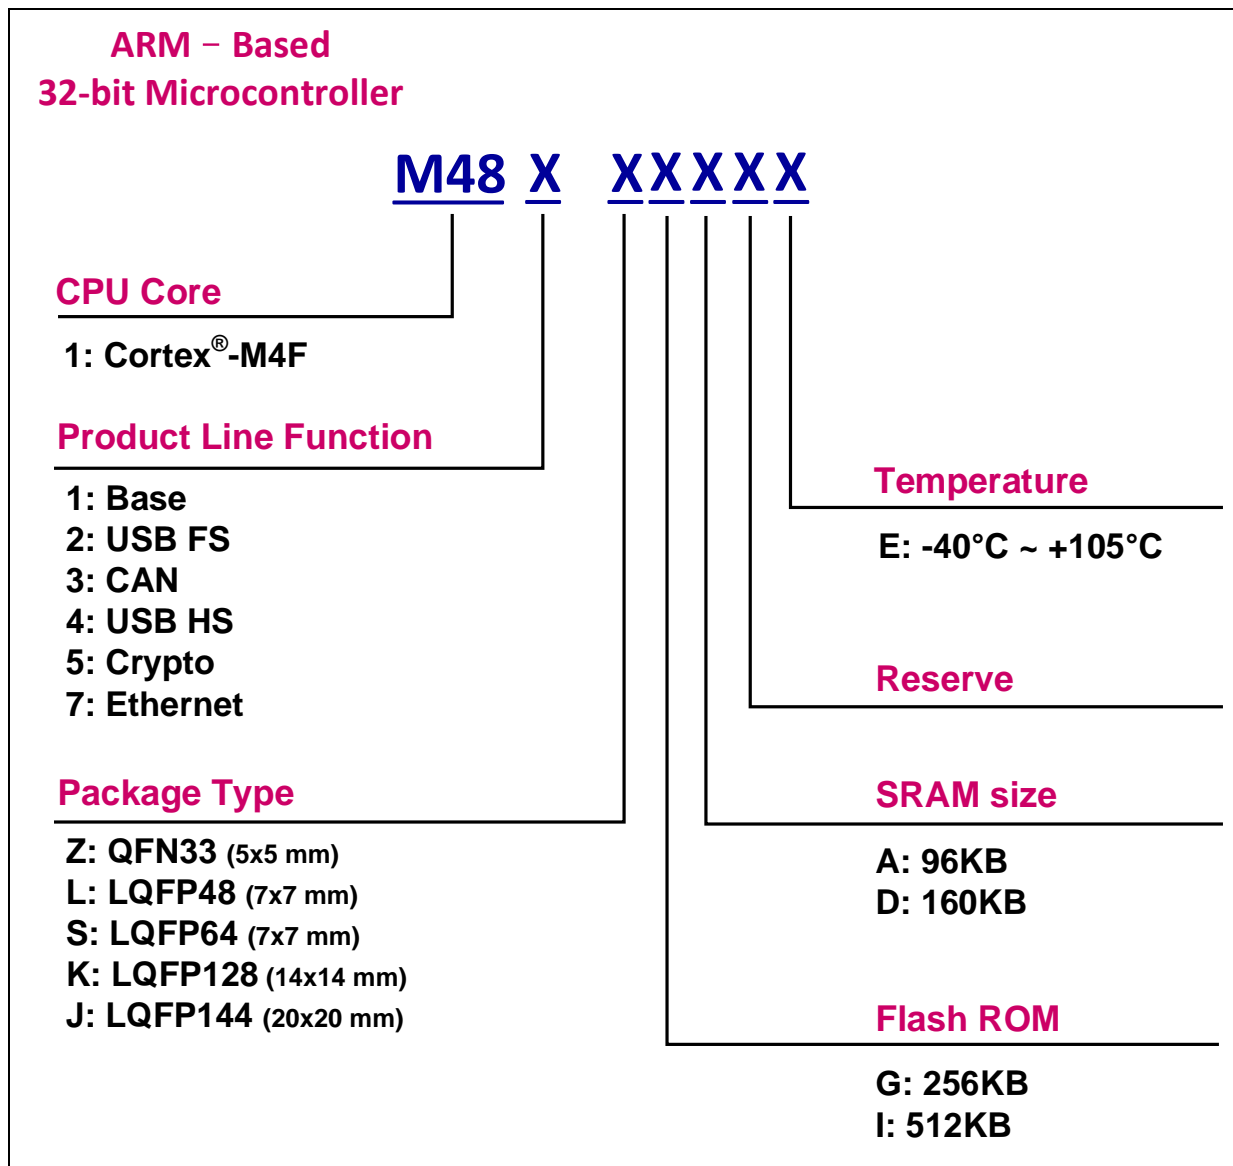 ARM – Based
32-bit Microcontroller
M48 X X X X X X
CPU Core
1: Cortex®-M4F
Product Line Function
1: Base
2: USB FS
3: CAN
4: USB HS
5: Crypto
7: Ethernet
Package Type
Z: QFN33 (5x5 mm)
L: LQFP48 (7x7 mm)
S: LQFP64 (7x7 mm)
K: LQFP128 (14x14 mm)
J: LQFP144 (20x20 mm)
Temperature
E: -40°C ~ +105°C
Reserve
SRAM size
A: 96KB
D: 160KB
Flash ROM
G: 256KB
I: 512KB